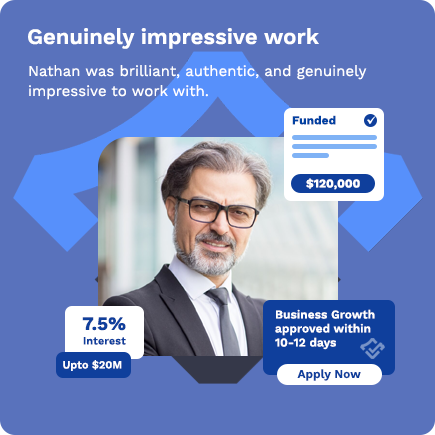 Genuinely impressive work
Nathan was brilliant, authentic, and genuinely
impressive to work with.
Funded
$120,000
7.5%
Interest
Upto $20M
Business Growth
approved within
10-12 days
Apply Now